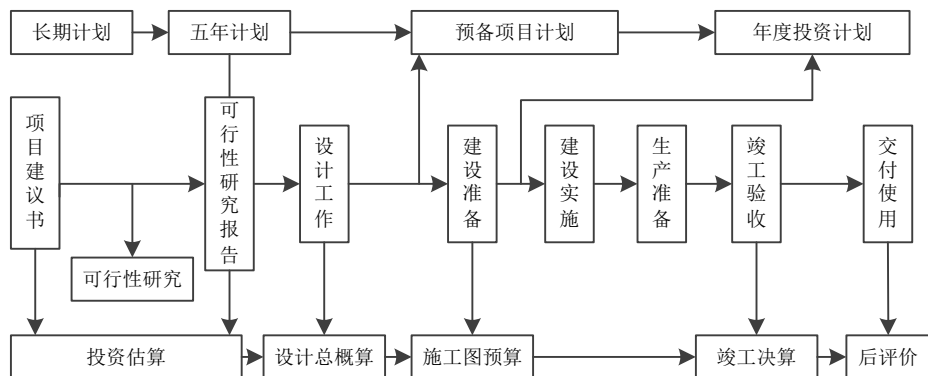 长期计划
五年计划
预备项目计划
年度投资计划
项目建议书
可行性研究报告
设计工作
建设准备
建设实施
生产准备
竣工验收
交付使用
可行性研究
投资估算
设计总概算
施工图预算
竣工决算
后评价